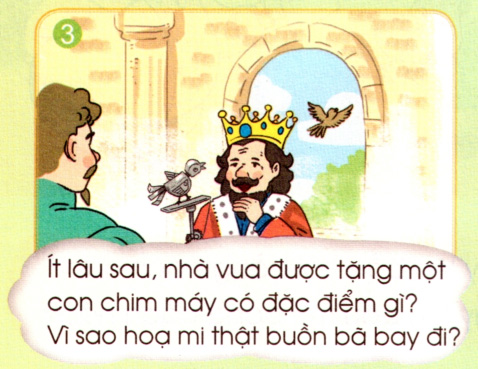 3
Ít lâu sau, nhà vua được tặng một
con chim máy có đặc điểm gì?
Vì sao hoạ mi thật buồn bã bay đi?